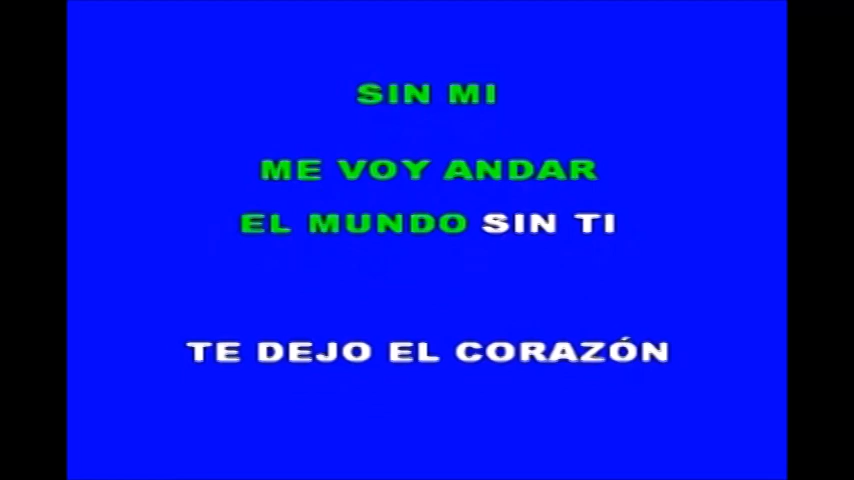 SIN MI
ME VOY ANDAR
EL MUNDO SIN TI
TE DEJO EL CORAZÓN